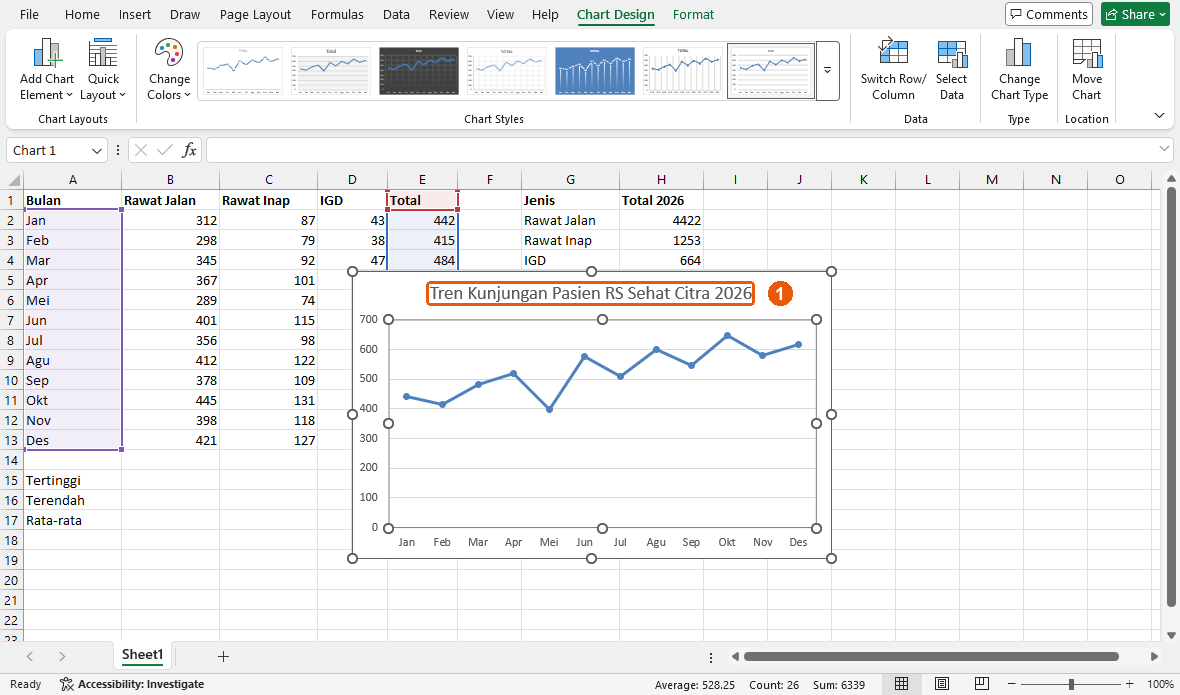 File Home Insert Draw Page Layout Formulas Data Review View Help Chart Design Format Comments Share
Add Chart Element
Quick Layout
Change Colors
Switch Row/ Column
Select Data
Change Chart Type
Move Chart
Chart Layouts Chart Styles Data Type Location
Chart 1 fx
A B C D E F G H I J K L M N O
1 Bulan Rawat Jalan Rawat Inap IGD Total Jenis Total 2026
2 Jan 312 87 43 442 Rawat Jalan 4422
3 Feb 298 79 38 415 Rawat Inap 1253
4 Mar 345 92 47 484 IGD 664
5 Apr 367 101
6 Mei 289 74
7 Jun 401 115
8 Jul 356 98
9 Agu 412 122
10 Sep 378 109
11 Okt 445 131
12 Nov 398 118
13 Des 421 127
14
15 Tertinggi
16 Terendah
17 Rata-rata
18
19
20
21
22
23
Tren Kunjungan Pasien RS Sehat Citra 2026 1
700
600
500
400
300
200
100
0
Jan Feb Mar Apr Mei Jun Jul Agu Sep Okt Nov Des
Sheet1
Ready Accessibility: Investigate Average: 528.25 Count: 26 Sum: 6339 100%